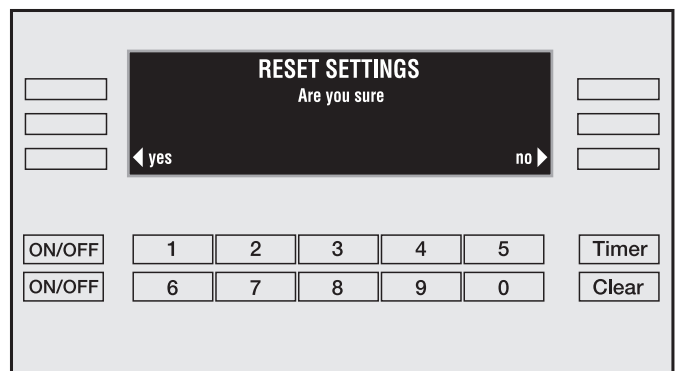 RESET SETTINGS
Are you sure
yes no
ON/OFF 1 2 3 4 5 Timer
ON/OFF 6 7 8 9 0 Clear